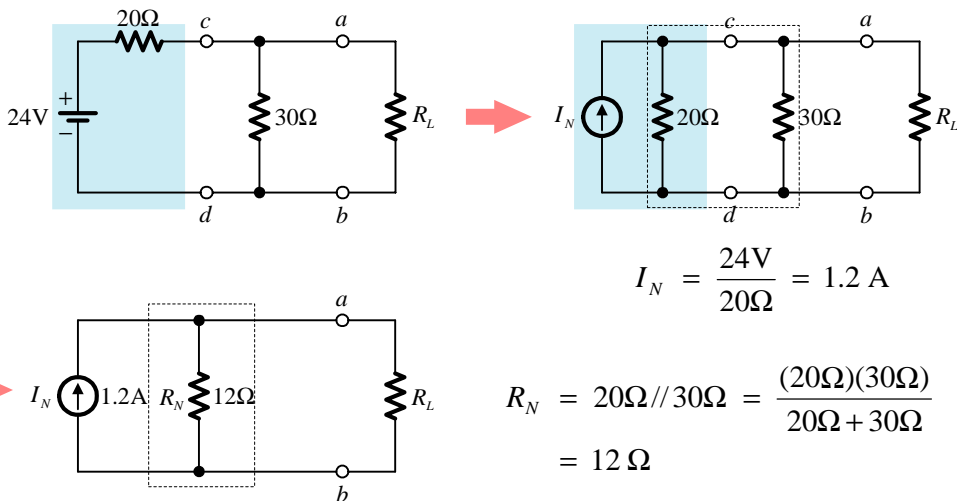 20Ω c a
24V + − 30Ω R_L
d b
c a
I_N 20Ω 30Ω R_L
d b
I_N = 24V / 20Ω = 1.2 A
a
I_N 1.2A R_N 12Ω R_L
b
R_N = 20Ω//30Ω = (20Ω)(30Ω) / 20Ω + 30Ω
= 12 Ω